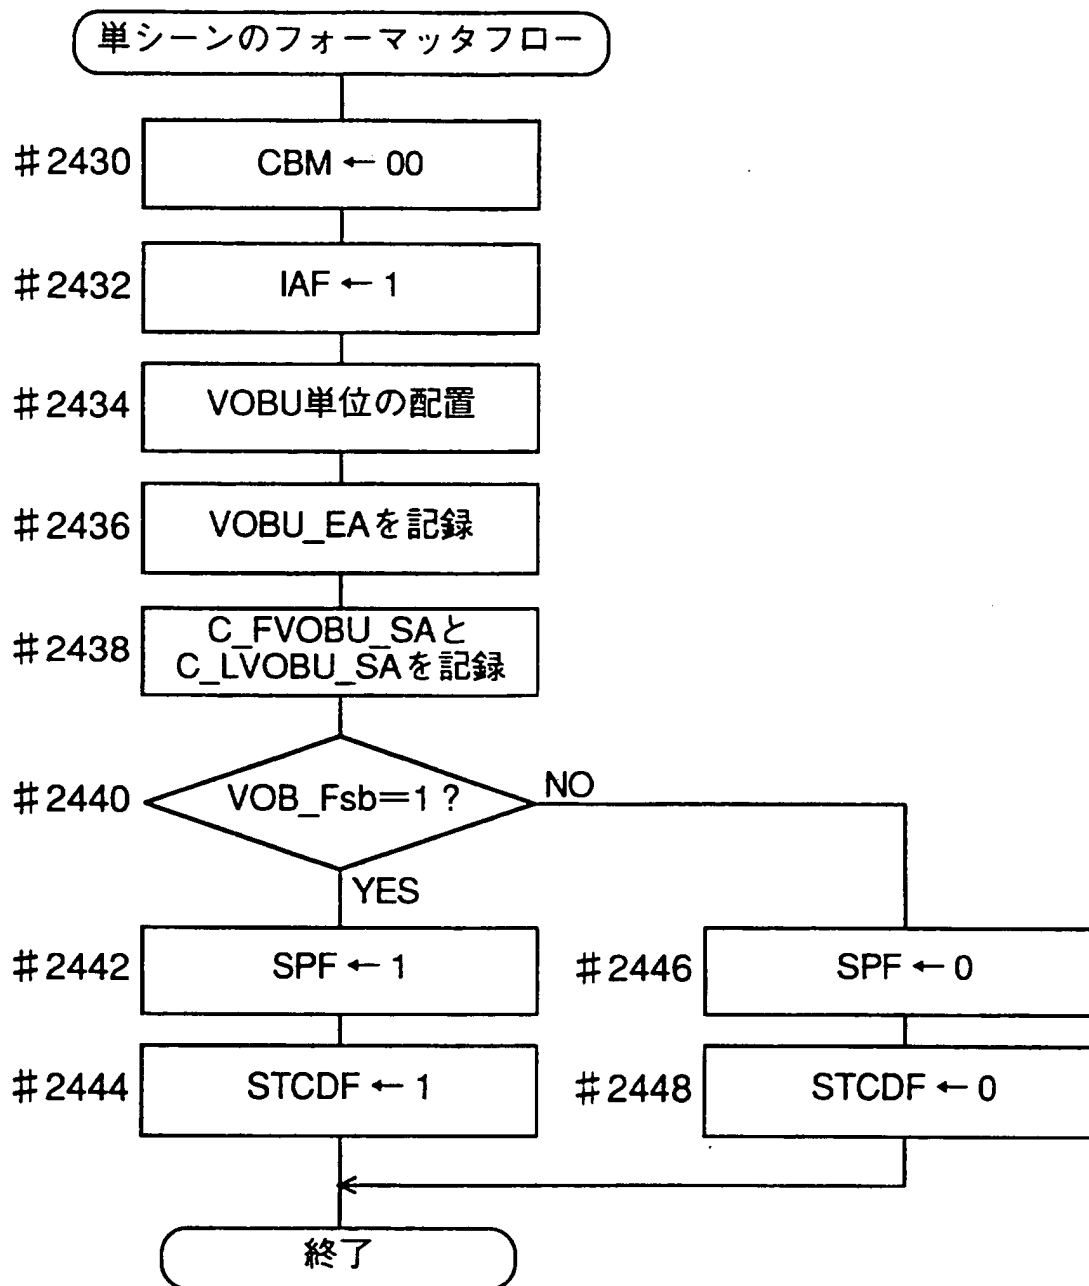 単シーンのフォーマッタフロー
#2430
CBM ← 00
#2432
IAF ← 1
#2434
VOBU単位の配置
#2436
VOBU_EAを記録
#2438
C_FVOBU_SAと
C_LVOBU_SAを記録
#2440
VOB_Fsb=1 ?
NO
YES
#2442
SPF ← 1
#2446
SPF ← 0
#2444
STCDF ← 1
#2448
STCDF ← 0
終了